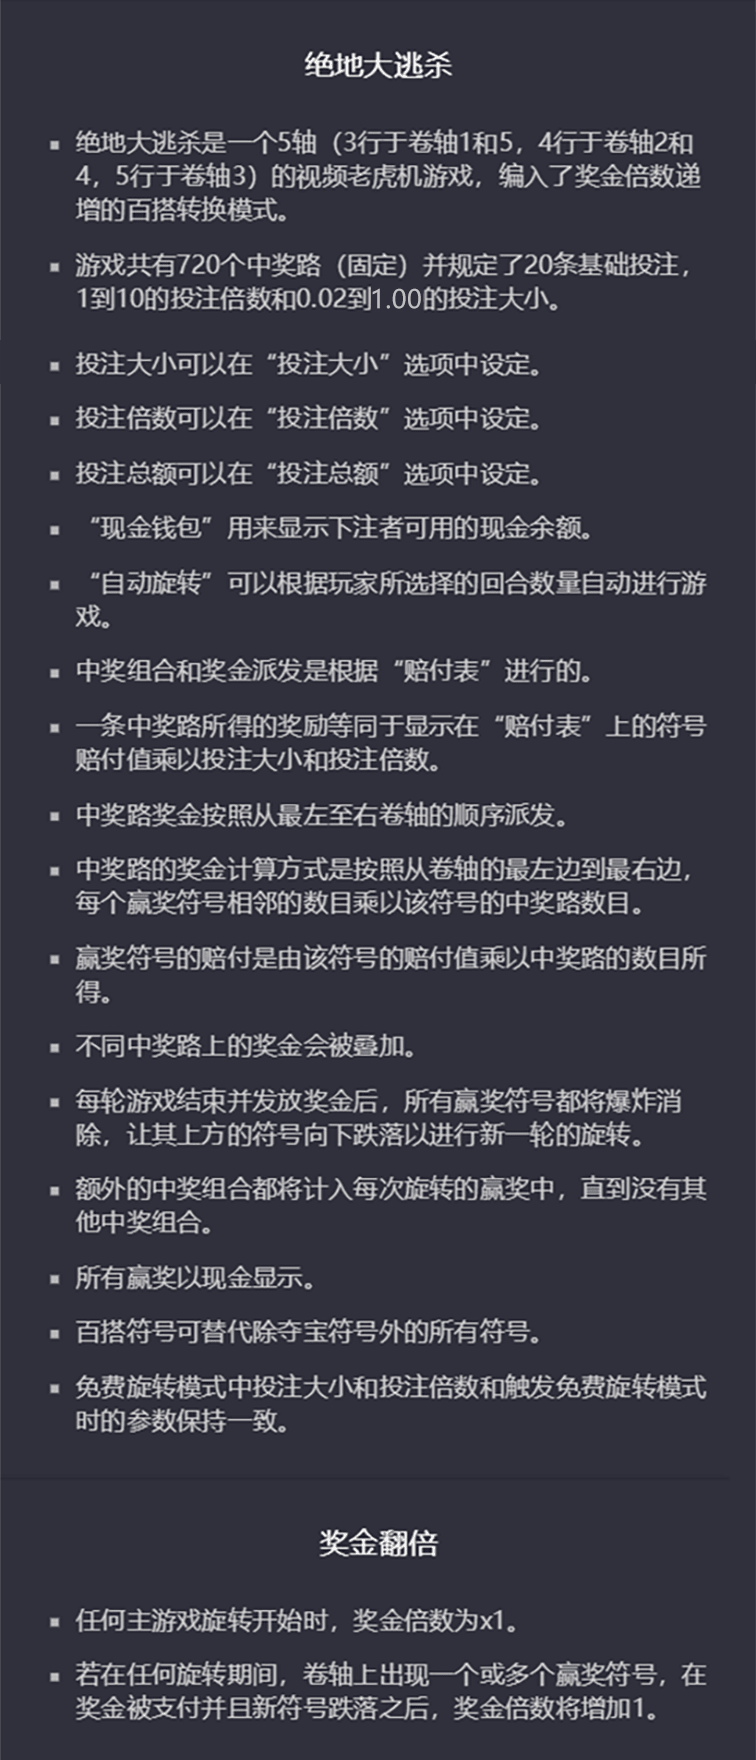 绝地大逃杀
绝地大逃杀是一个5轴（3行于卷轴1和5，4行于卷轴2和
4，5行于卷轴3）的视频老虎机游戏，编入了奖金倍数递
增的百搭转换模式。
游戏共有720个中奖路（固定）并规定了20条基础投注，
1到10的投注倍数和0.02到1.00的投注大小。
投注大小可以在“投注大小”选项中设定。
投注倍数可以在“投注倍数”选项中设定。
投注总额可以在“投注总额”选项中设定。
“现金钱包”用来显示下注者可用的现金余额。
“自动旋转”可以根据玩家所选择的回合数量自动进行游
戏。
中奖组合和奖金派发是根据“赔付表”进行的。
一条中奖路所得的奖励等同于显示在“赔付表”上的符号
赔付值乘以投注大小和投注倍数。
中奖路奖金按照从最左至右卷轴的顺序派发。
中奖路的奖金计算方式是按照从卷轴的最左边到最右边，
每个赢奖符号相邻的数目乘以该符号的中奖路数目。
赢奖符号的赔付是由该符号的赔付值乘以中奖路的数目所
得。
不同中奖路上的奖金会被叠加。
每轮游戏结束并发放奖金后，所有赢奖符号都将爆炸消
除，让其上方的符号向下跌落以进行新一轮的旋转。
额外的中奖组合都将计入每次旋转的赢奖中，直到没有其
他中奖组合。
所有赢奖以现金显示。
百搭符号可替代除夺宝符号外的所有符号。
免费旋转模式中投注大小和投注倍数和触发免费旋转模式
时的参数保持一致。
奖金翻倍
任何主游戏旋转开始时，奖金倍数为x1。
若在任何旋转期间，卷轴上出现一个或多个赢奖符号，在
奖金被支付并且新符号跌落之后，奖金倍数将增加1。